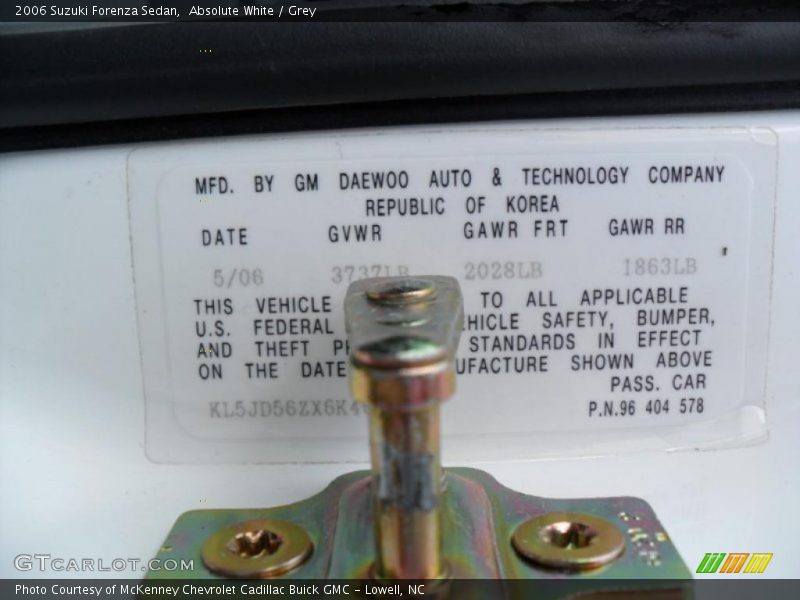 2006 Suzuki Forenza Sedan,  Absolute White / Grey
MFD. BY GM DAEWOO AUTO & TECHNOLOGY COMPANY
REPUBLIC OF KOREA
DATE GVWR GAWR FRT GAWR RR
5/06 3737LB 2028LB 1863LB
THIS VEHICLE TO ALL APPLICABLE
U.S. FEDERAL SAFETY, BUMPER,
AND THEFT STANDARDS IN EFFECT
ON THE DATE SHOWN ABOVE
PASS. CAR
KL5JD56ZX6K4 P.N.96 404 578
GTCARLOT.COM
Photo Courtesy of McKenney Chevrolet Cadillac Buick GMC - Lowell, NC